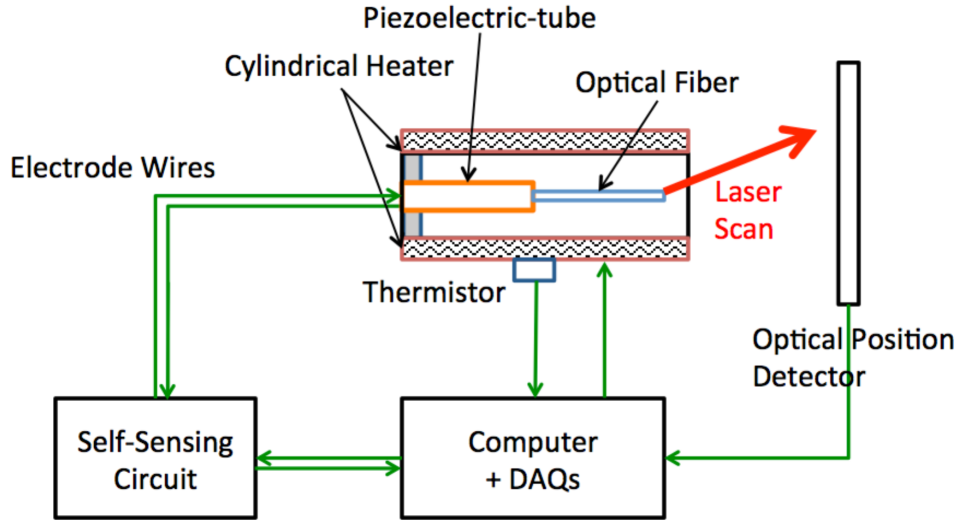 Piezoelectric-tube
Cylindrical Heater
Optical Fiber
Electrode Wires
Laser
Scan
Thermistor
Optical Position
Detector
Self-Sensing
Circuit
Computer
+ DAQs